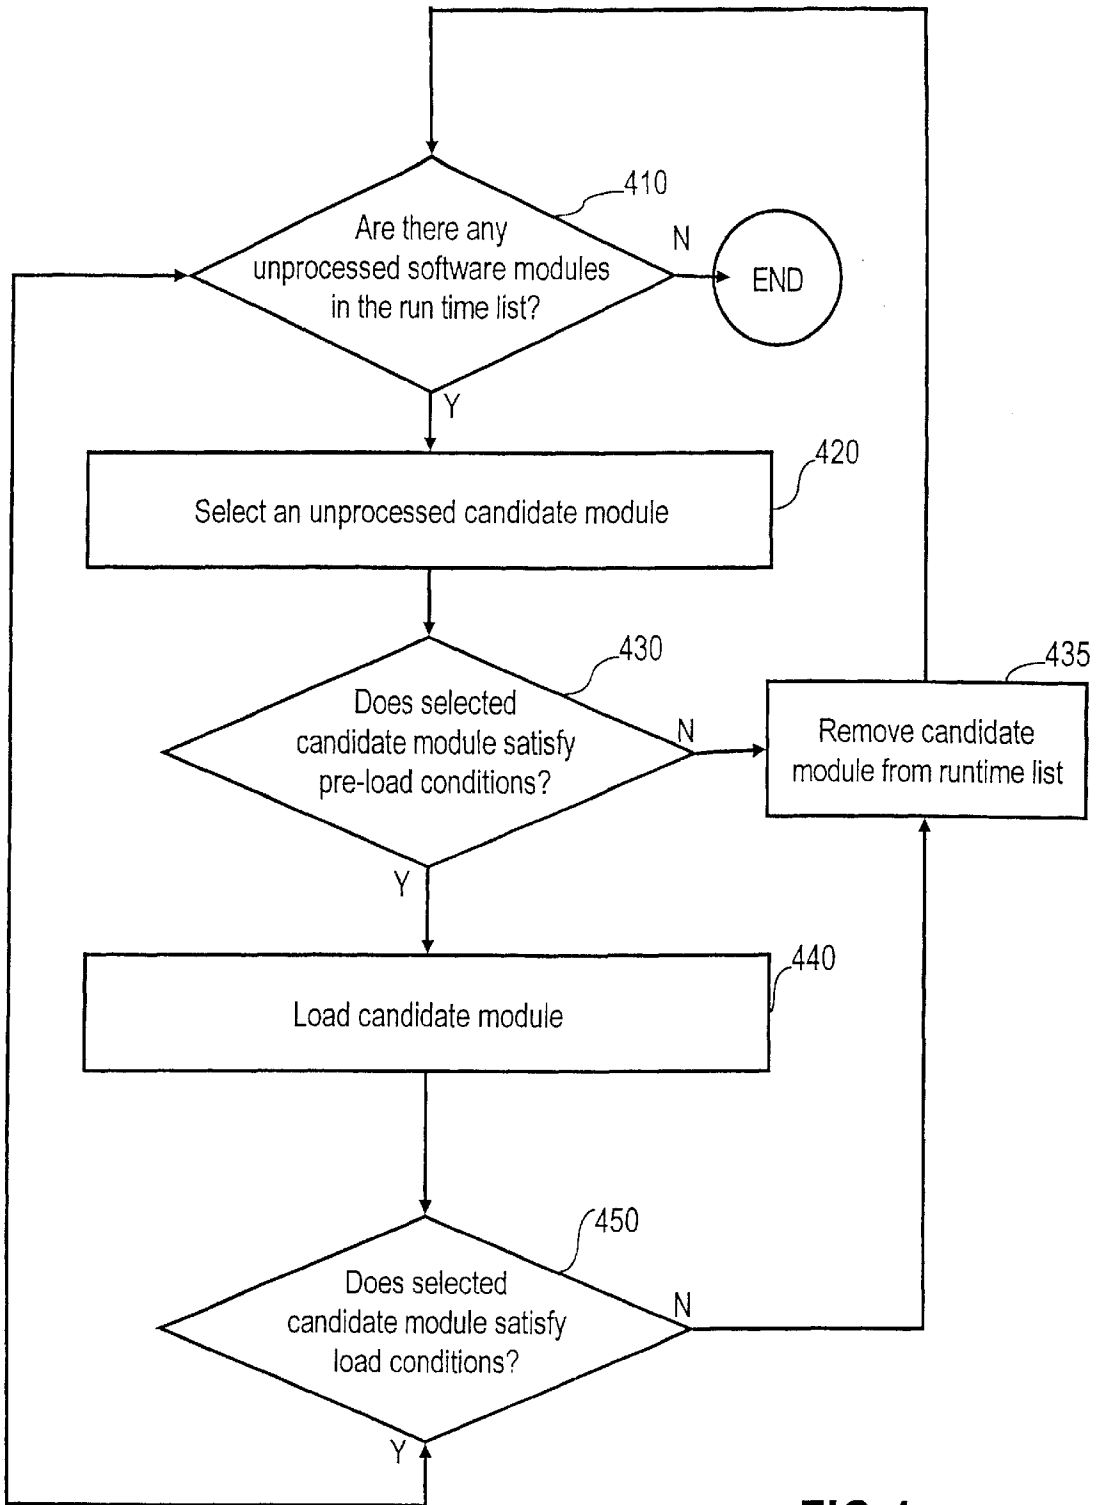 410
Are there any
unprocessed software modules
in the run time list?
N
END
Y
420
Select an unprocessed candidate module
430
Does selected
candidate module satisfy
pre-load conditions?
N
435
Remove candidate
module from runtime list
Y
440
Load candidate module
450
Does selected
candidate module satisfy
load conditions?
N
Y